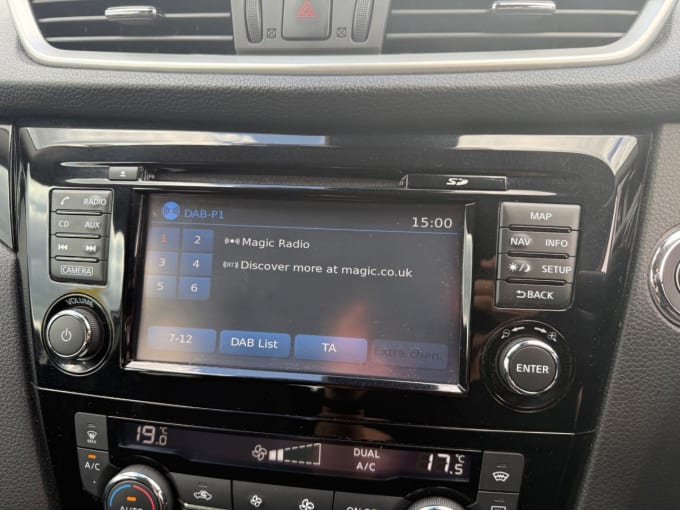 SD
RADIO
CD AUX
CAMERA
VOLUME
DAB-P1
15:00
1 2
3 4
5 6
Magic Radio
Discover more at magic.co.uk
7-12
DAB List
TA
Extra chan.
MAP
NAV INFO
SETUP
BACK
ENTER
MAX
A/C
19.0 °C
DUAL
A/C
17.5 °C
AUTO